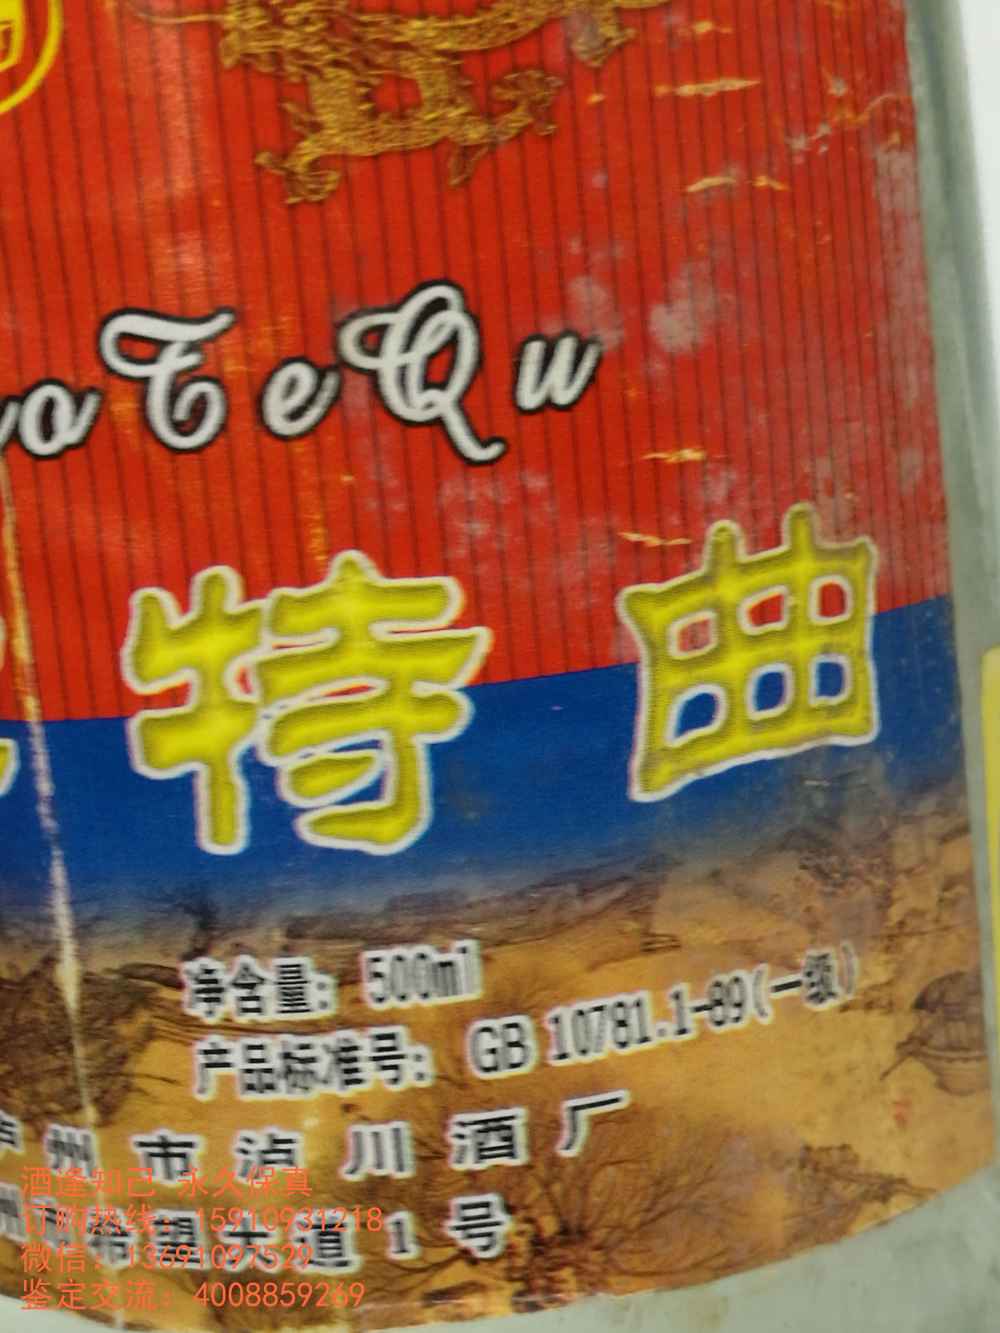 TeQu
特曲
净含量：500ml
产品标准号：GB 10781.1-89(一级)
州市泸川酒厂
大道1号
酒逢知己 永久保真
订购热线：15910931218
微信：13691097529
鉴定交流：4008859269